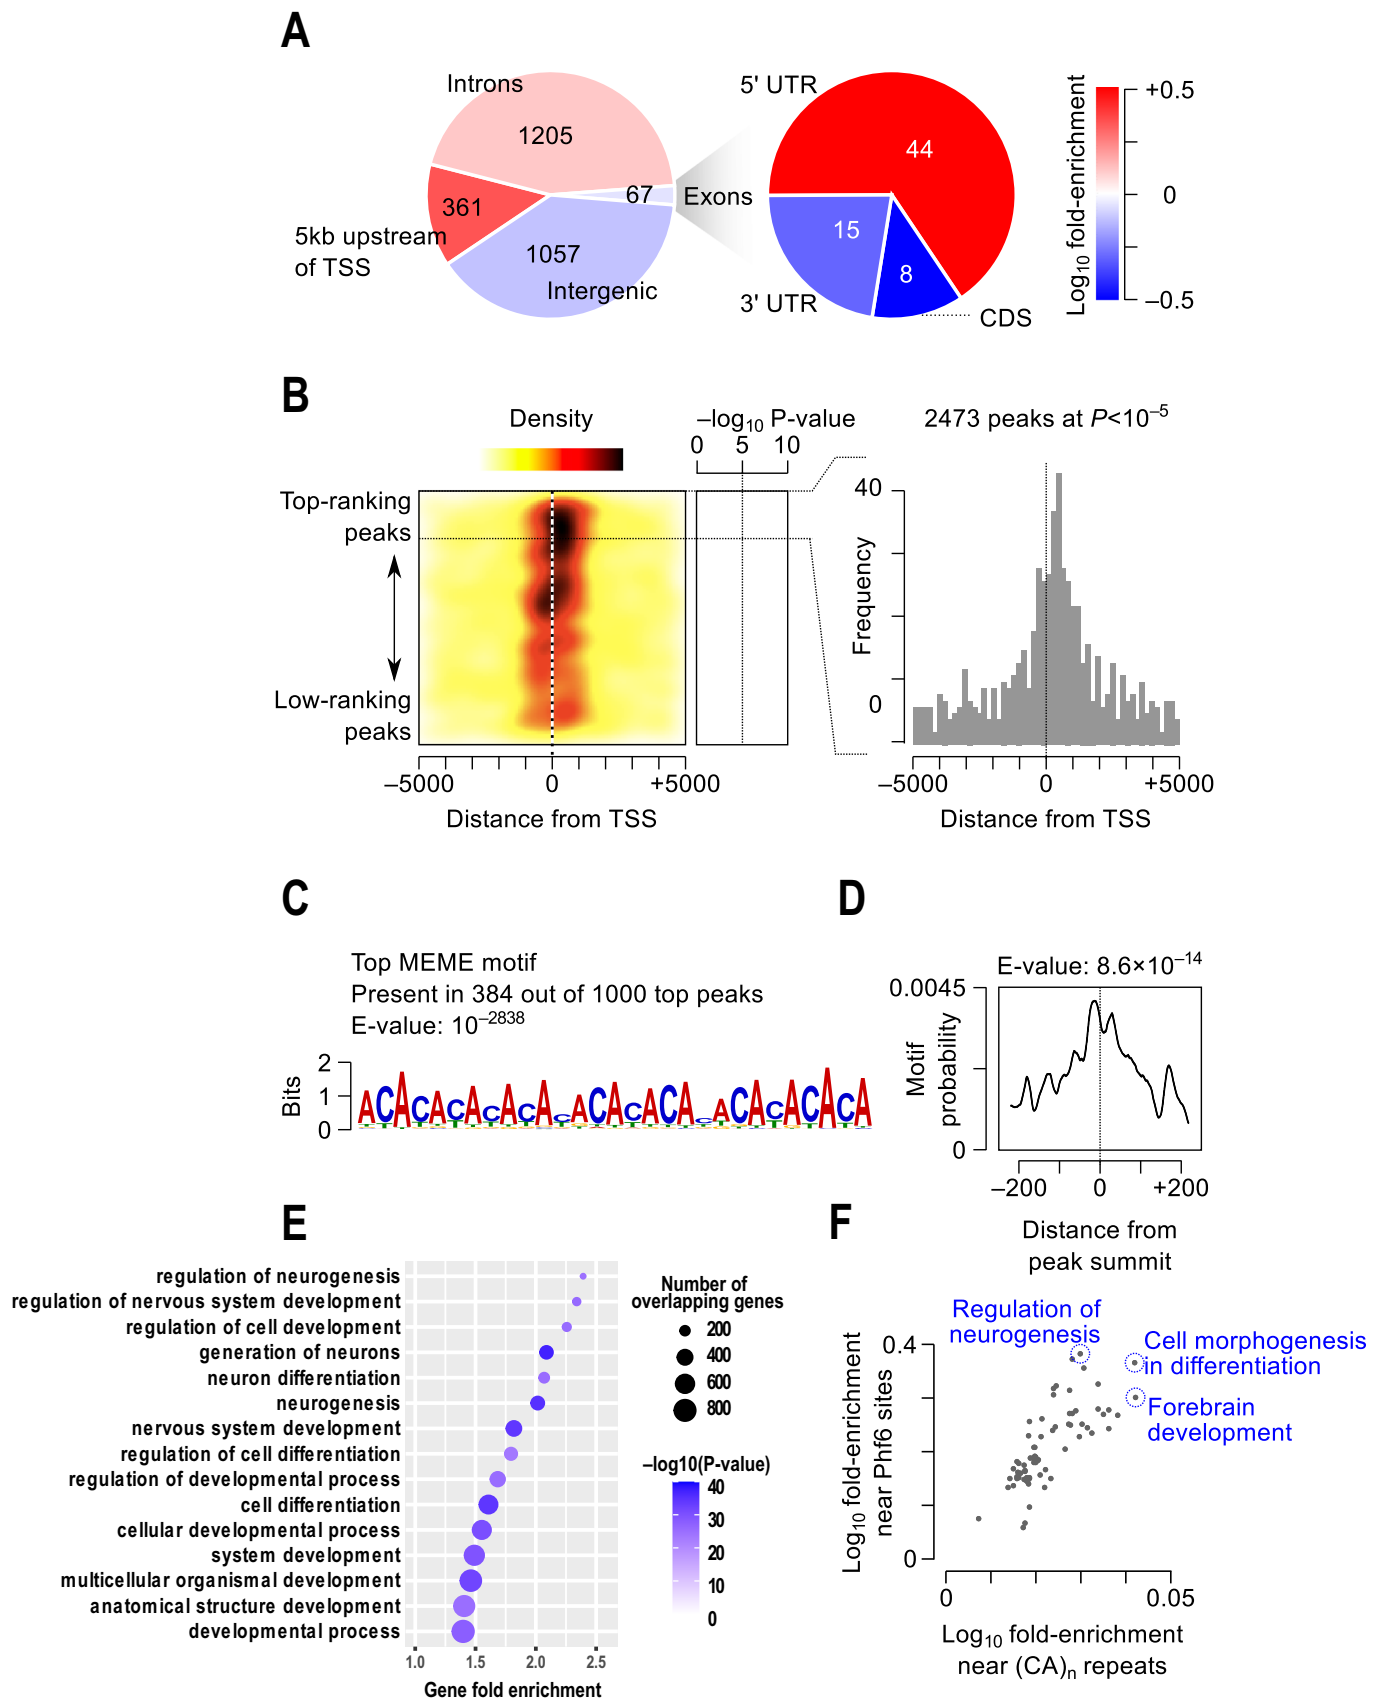 A
Introns
1205
361
67
5kb upstream
of TSS
1057
Intergenic
Exons
5' UTR
44
15
8
3' UTR
CDS
Log10 fold-enrichment
+0.5
0
–0.5
B
Density
–log10 P-value
0 5 10
2473 peaks at P<10–5
Top-ranking
peaks
Low-ranking
peaks
–5000 0 +5000
Distance from TSS
Frequency
40
0
–5000 0 +5000
Distance from TSS
C
Top MEME motif
Present in 384 out of 1000 top peaks
E-value: 10–2838
Bits
2
1
0
ACACACACACACACACACACACACACACA
D
E-value: 8.6×10–14
Motif
probability
0.0045
0
–200 0 +200
Distance from
peak summit
E
regulation of neurogenesis
regulation of nervous system development
regulation of cell development
generation of neurons
neuron differentiation
neurogenesis
nervous system development
regulation of cell differentiation
regulation of developmental process
cell differentiation
cellular developmental process
system development
multicellular organismal development
anatomical structure development
developmental process
1.0 1.5 2.0 2.5
Gene fold enrichment
Number of
overlapping genes
200
400
600
800
–log10(P-value)
40
30
20
10
0
F
Regulation of
neurogenesis
Cell morphogenesis
in differentiation
Forebrain
development
Log10 fold-enrichment
near Phf6 sites
0.4
0
0 0.05
Log10 fold-enrichment
near (CA)n repeats